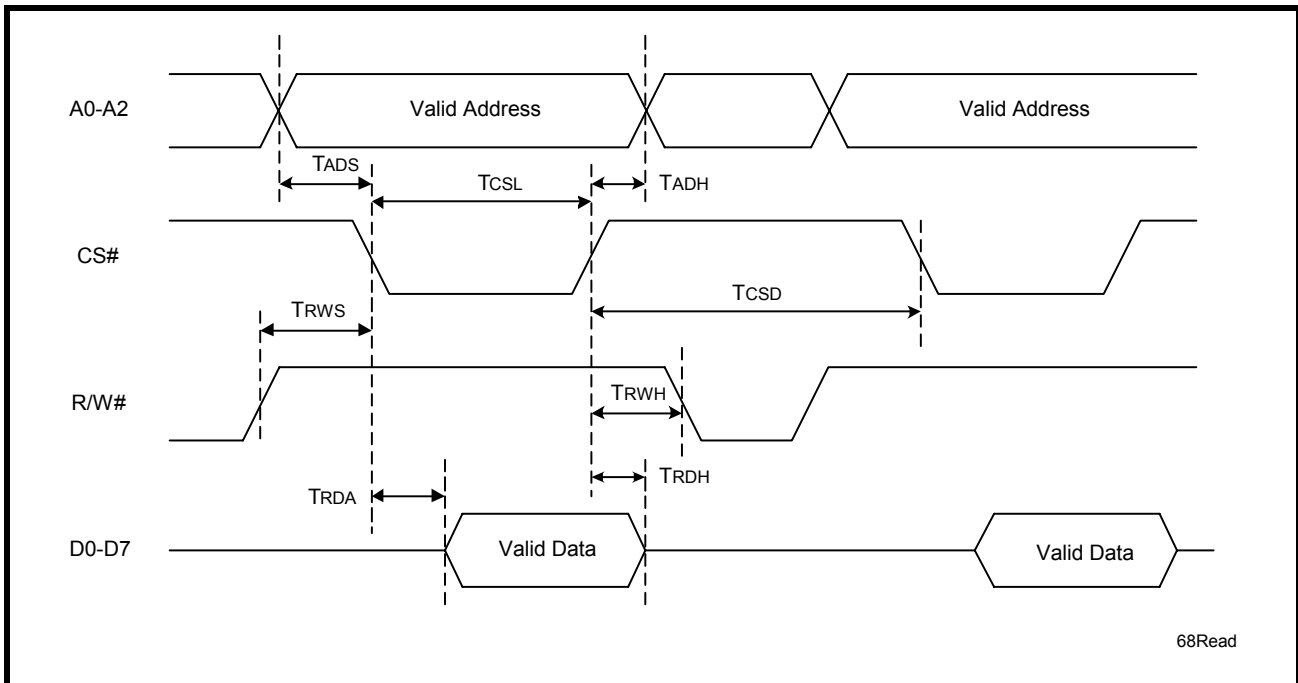 A0-A2
Valid Address
Valid Address
TADS
TCSL
TADH
CS#
TCSD
TRWS
R/W#
TRWH
TRDH
TRDA
D0-D7
Valid Data
Valid Data
68Read